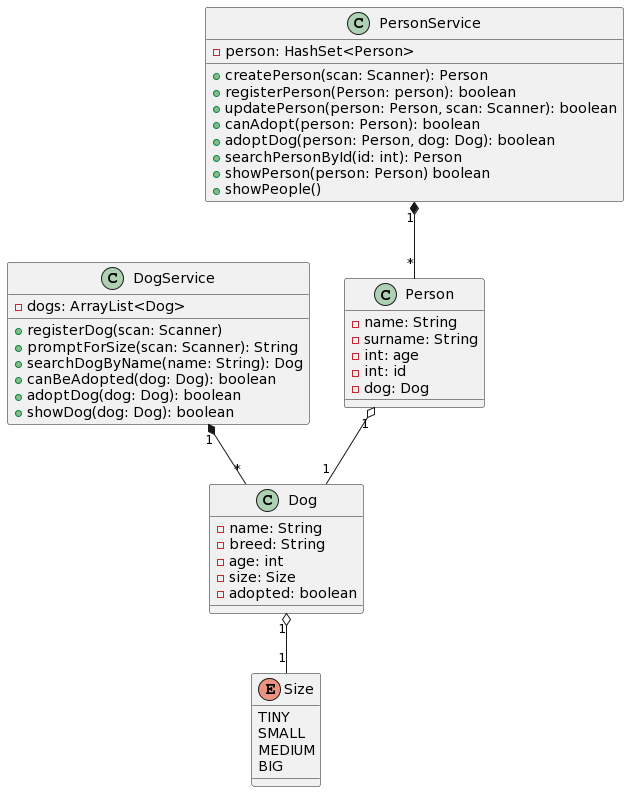 C PersonService
person: HashSet<Person>
createPerson(scan: Scanner): Person
registerPerson(Person: person): boolean
updatePerson(person: Person, scan: Scanner): boolean
canAdopt(person: Person): boolean
adoptDog(person: Person, dog: Dog): boolean
searchPersonById(id: int): Person
showPerson(person: Person) boolean
showPeople()
1
*
C DogService
dogs: ArrayList<Dog>
registerDog(scan: Scanner)
promptForSize(scan: Scanner): String
searchDogByName(name: String): Dog
canBeAdopted(dog: Dog): boolean
adoptDog(dog: Dog): boolean
showDog(dog: Dog): boolean
C Person
name: String
surname: String
int: age
int: id
dog: Dog
1
*
1
1
C Dog
name: String
breed: String
age: int
size: Size
adopted: boolean
1
1
E Size
TINY
SMALL
MEDIUM
BIG